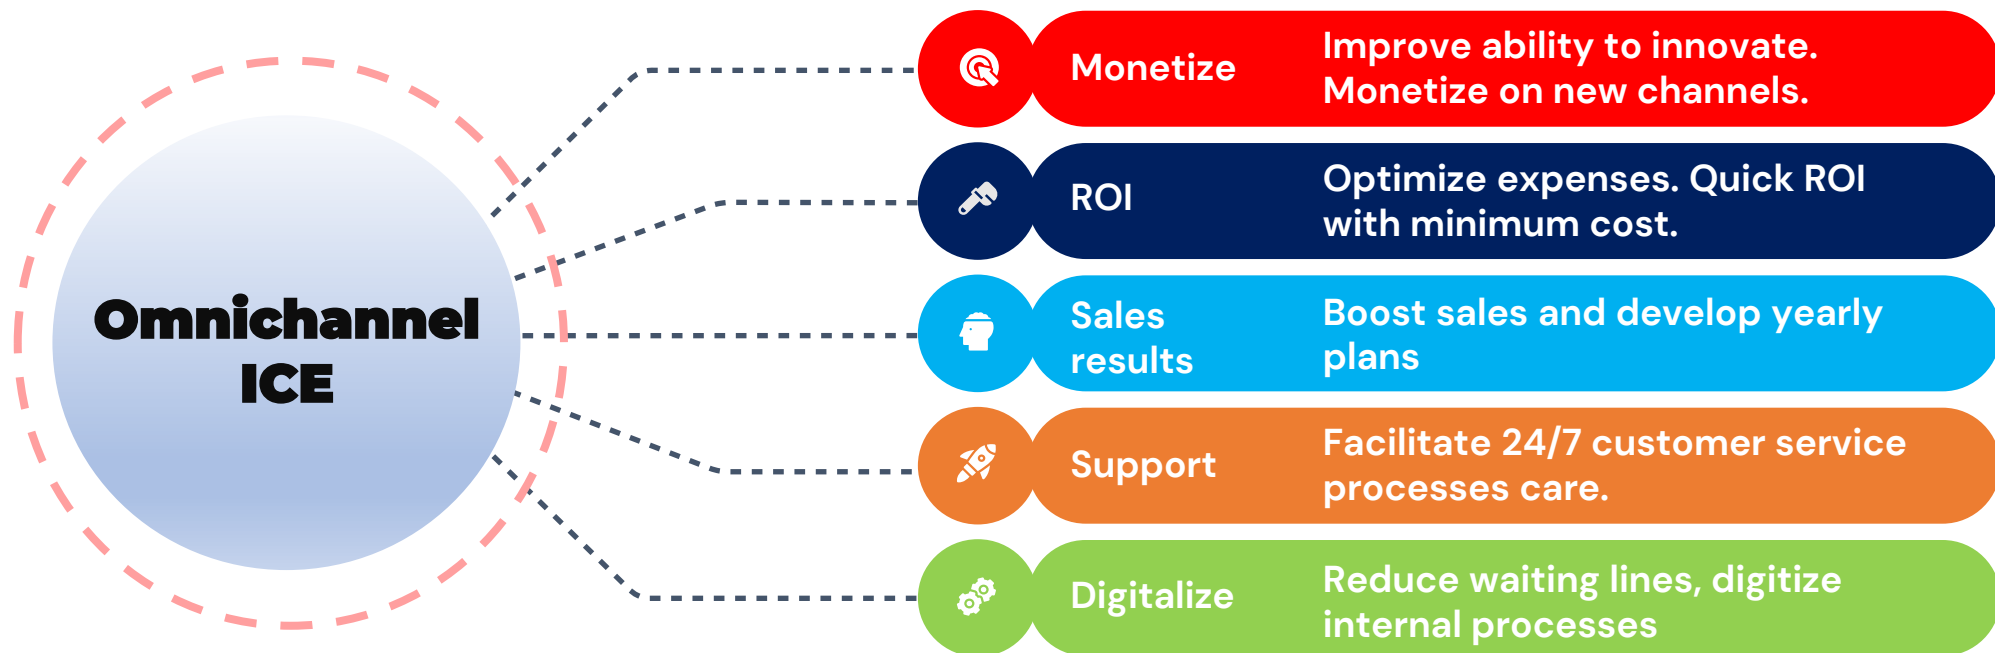 Omnichannel
ICE
Monetize
Improve ability to innovate.
Monetize on new channels.
ROI
Optimize expenses. Quick ROI
with minimum cost.
Sales
results
Boost sales and develop yearly
plans
Support
Facilitate 24/7 customer service
processes care.
Digitalize
Reduce waiting lines, digitize
internal processes